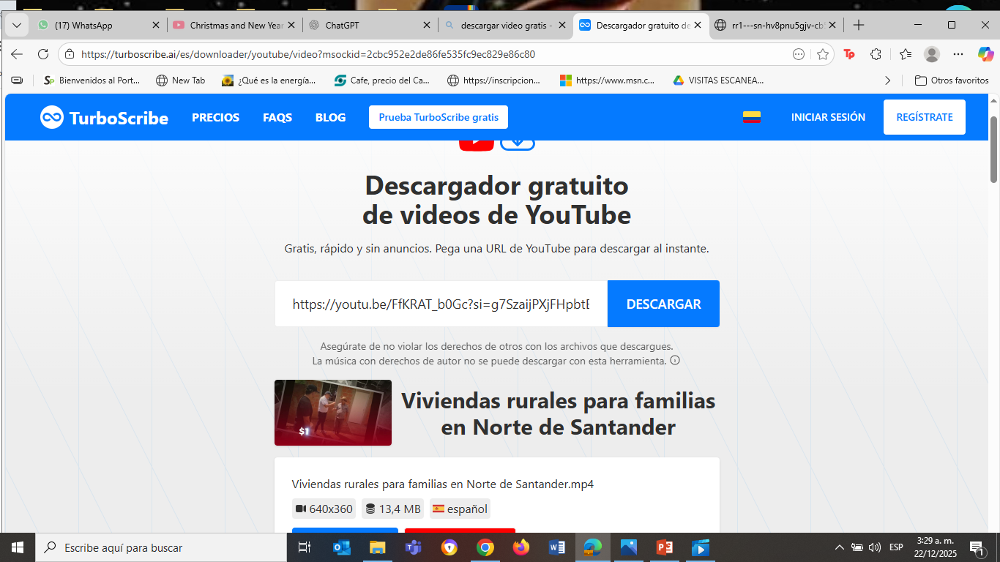 (17) WhatsApp
Christmas and New Year
ChatGPT
descargar video gratis -
Descargador gratuito de
rr1---sn-hv8pnu5gjv-cb5
https://turboscribe.ai/es/downloader/youtube/video?msockid=2cbc952e2de86fe535fc9ec829e86c80
Tp
Sp Bienvenidos al Port...
New Tab
¿Qué es la energía...
Cafe, precio del Ca...
https://inscripcion...
https://www.msn.c...
VISITAS ESCANEA...
Otros favoritos
TurboScribe
PRECIOS
FAQS
BLOG
Prueba TurboScribe gratis
INICIAR SESIÓN
REGÍSTRATE
Descargador gratuito
de videos de YouTube
Gratis, rápido y sin anuncios. Pega una URL de YouTube para descargar al instante.
https://youtu.be/FfKRAT_b0Gc?si=g7SzaijPXjFHpbtE
DESCARGAR
Asegúrate de no violar los derechos de otros con los archivos que descargues.
La música con derechos de autor no se puede descargar con esta herramienta.
$1
Viviendas rurales para familias
en Norte de Santander
Viviendas rurales para familias en Norte de Santander.mp4
640x360
13,4 MB
español
Escribe aquí para buscar
ESP
3:29 a. m.
22/12/2025
1